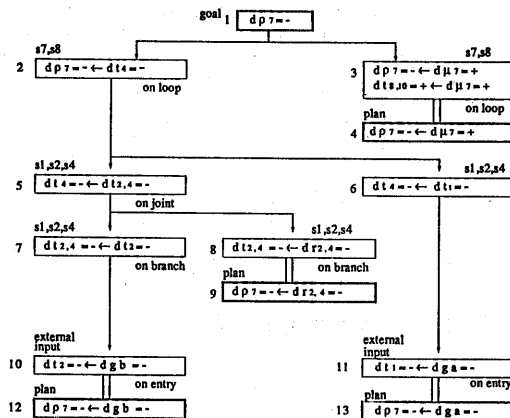 goal
1 dρ7=-
s7,s8
2 dρ7=-←dt4=-
on loop
s7,s8
3 dρ7=-←dμ7=+
dt8,10=+←dμ7=+
on loop
plan
4 dρ7=-←dμ7=+
s1,s2,s4
5 dt4=-←dt2,4=-
on joint
s1,s2,s4
6 dt4=-←dt1=-
s1,s2,s4
7 dt2,4=-←dt2=-
on branch
s1,s2,s4
8 dt2,4=-←dr2,4=-
on branch
plan
9 dρ7=-←dr2,4=-
external
input
10 dt2=-←dgb=-
on entry
plan
12 dρ7=-←dgb=-
external
input
11 dt1=-←dga=-
on entry
plan
13 dρ7=-←dga=-